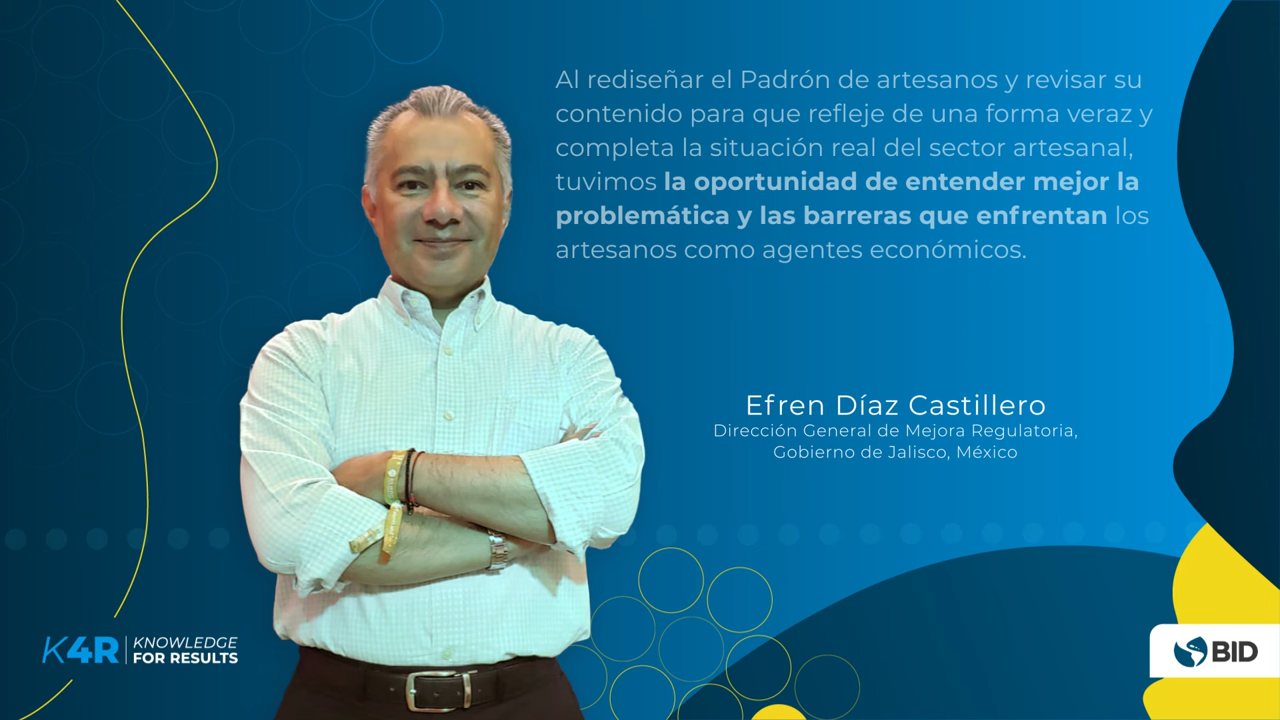 Al rediseñar el Padrón de artesanos y revisar su
contenido para que refleje de una forma veraz y
completa la situación real del sector artesanal,
tuvimos la oportunidad de entender mejor la
problemática y las barreras que enfrentan los
artesanos como agentes económicos.
Efren Díaz Castillero
Dirección General de Mejora Regulatoria,
Gobierno de Jalisco, México
K4R KNOWLEDGE
FOR RESULTS
BID